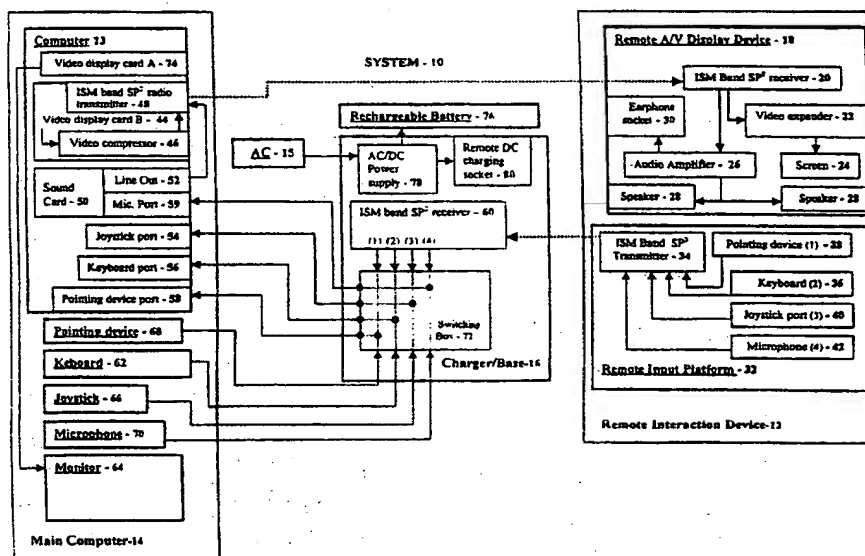 Computer 73
Video display card A - 74
ISM band SP² radio
transmitter - 48
Video display card B - 44
Video compressor - 46
Line Out - 52
Sound
Card - 50
Mic. Port - 59
Joystick port - 54
Keyboard port - 56
Pointing device port - 58
Pointing device - 68
Keboard - 62
Joystick - 66
Microphone - 70
Monitor - 64
Main Computer-14
SYSTEM - 10
Rechargeable Battery - 76
AC - 15
AC/DC
Power
supply - 78
Remote DC
charging
socket - 80
ISM band SP² receiver - 60
(1) (2) (3) (4)
Switching
Box - 72
Charger/Base-16
Remote A/V Display Device - 18
ISM Band SP² receiver - 20
Earphone
socket - 30
Video expander - 22
Audio Amplifier - 26
Screen - 24
Speaker - 28
Speaker - 28
ISM Band SP²
Transmitter - 34
Pointing device (1) - 38
Keyboard (2) - 36
Joystick port (3) - 40
Microphone (4) - 42
Remote Input Platform - 32
Remote Interaction Device-12